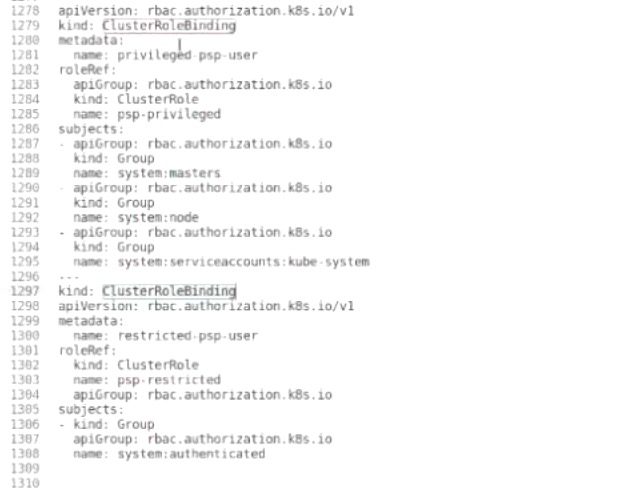 1278 apiVersion: rbac.authorization.k8s.io/v1
1279 kind: ClusterRoleBinding
1280 metadata:
1281   name: privileged-psp-user
1282 roleRef:
1283   apiGroup: rbac.authorization.k8s.io
1284   kind: ClusterRole
1285   name: psp-privileged
1286 subjects:
1287 - apiGroup: rbac.authorization.k8s.io
1288   kind: Group
1289   name: system:masters
1290 - apiGroup: rbac.authorization.k8s.io
1291   kind: Group
1292   name: system:node
1293 - apiGroup: rbac.authorization.k8s.io
1294   kind: Group
1295   name: system:serviceaccounts:kube-system
1296 ---
1297 kind: ClusterRoleBinding
1298 apiVersion: rbac.authorization.k8s.io/v1
1299 metadata:
1300   name: restricted-psp-user
1301 roleRef:
1302   kind: ClusterRole
1303   name: psp-restricted
1304   apiGroup: rbac.authorization.k8s.io
1305 subjects:
1306 - kind: Group
1307   apiGroup: rbac.authorization.k8s.io
1308   name: system:authenticated
1309
1310